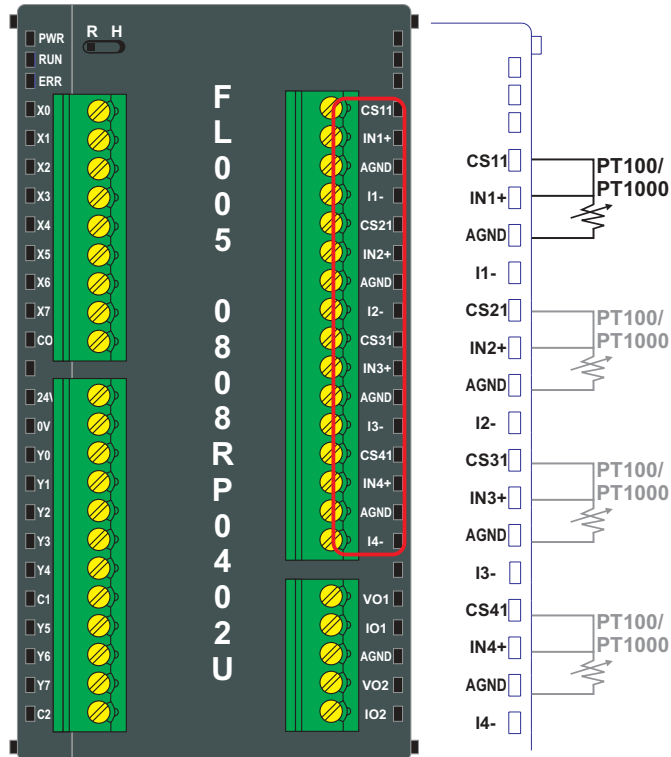 PWR
RUN
ERR
R H
X0
X1
X2
X3
X4
X5
X6
X7
CO
24V
0V
Y0
Y1
Y2
Y3
Y4
C1
Y5
Y6
Y7
C2
FL005 0808RP0402U
CS11
IN1+
AGND
I1-
CS21
IN2+
AGND
I2-
CS31
IN3+
AGND
I3-
CS41
IN4+
AGND
I4-
VO1
IO1
AGND
VO2
IO2
CS11
IN1+
AGND
I1-
CS21
IN2+
AGND
I2-
CS31
IN3+
AGND
I3-
CS41
IN4+
AGND
I4-
PT100/
PT1000
PT100/
PT1000
PT100/
PT1000
PT100/
PT1000